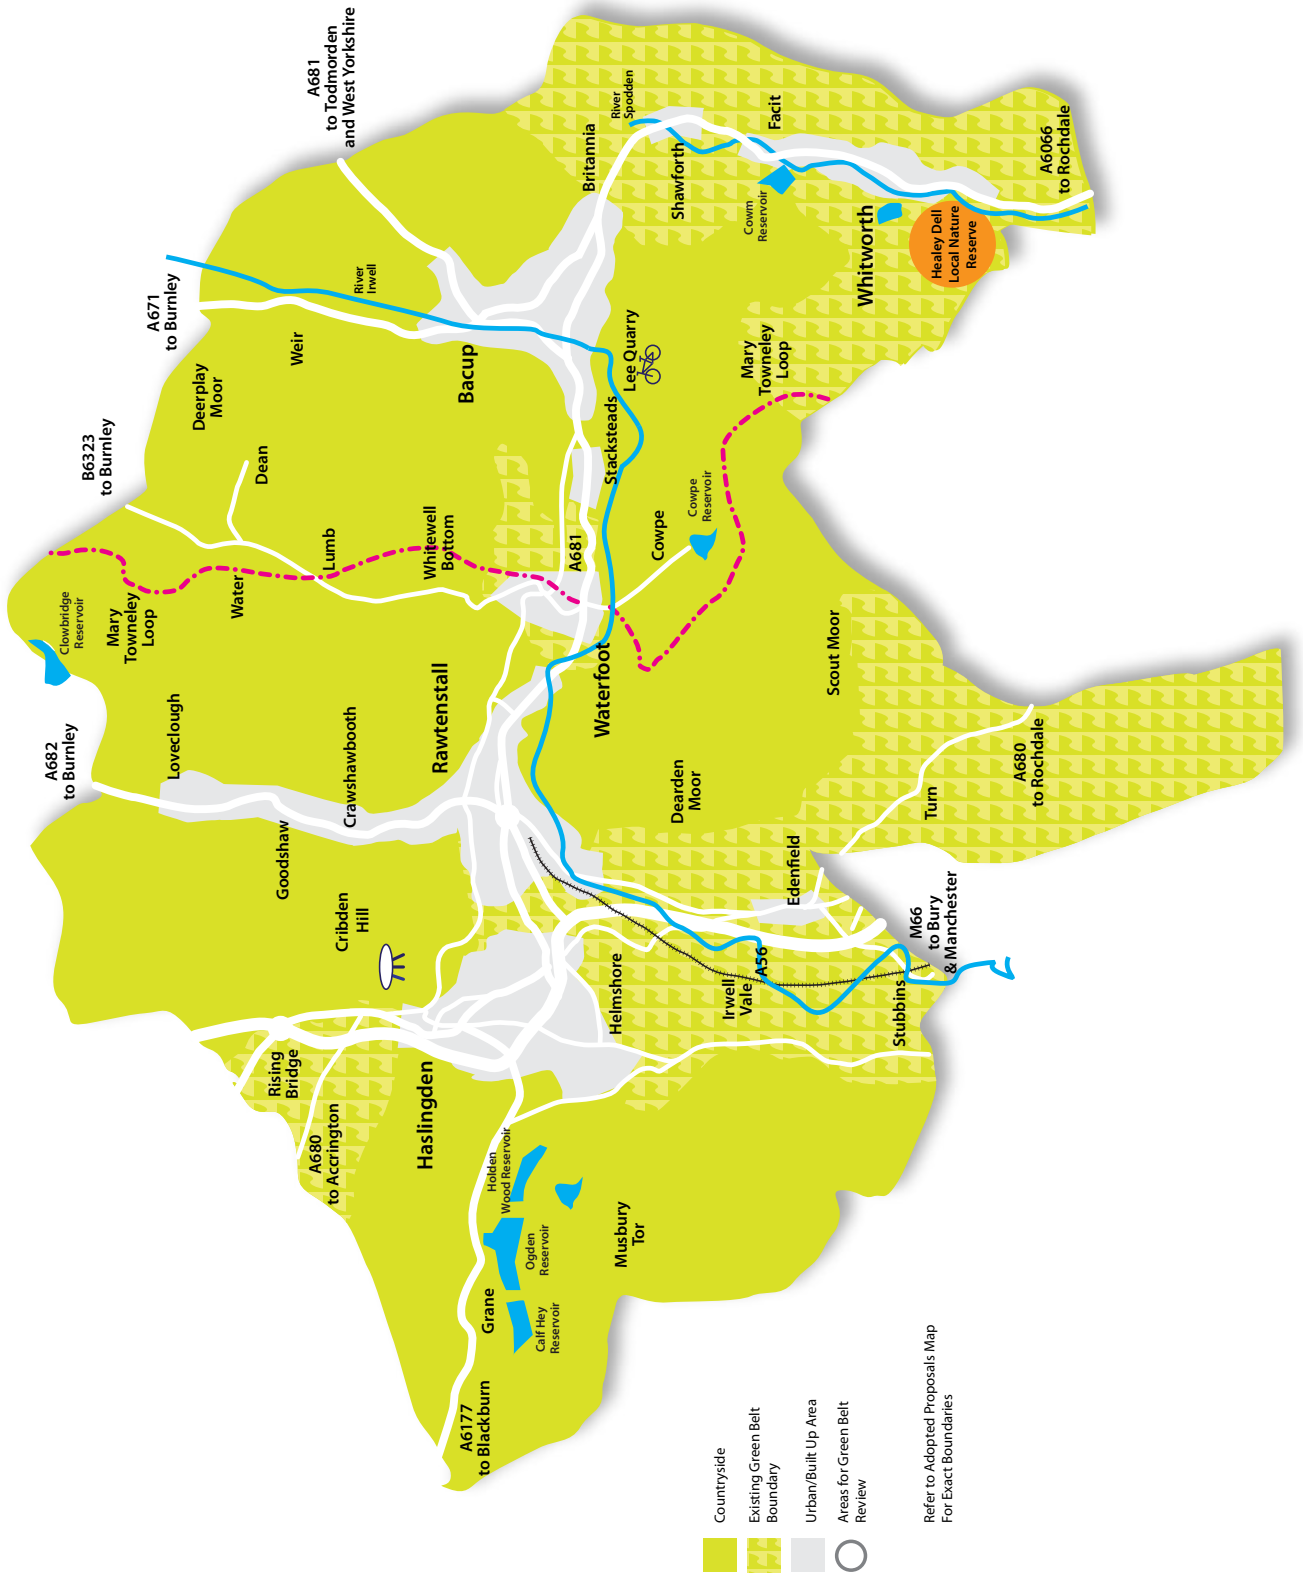 A682
to Burnley
Clowbridge
Reservoir
B6323
to Burnley
A671
to Burnley
A681
to Todmorden
and West Yorkshire
Loveclough
Mary
Towneley
Loop
Water
Dean
Deerplay
Moor
Weir
River
Irwell
Goodshaw
Crawshawbooth
Lumb
Cribden
Hill
Rising
Bridge
A680
to Accrington
Haslingden
Rawtenstall
Whitewell
Bottom
Bacup
Britannia
River
Spodden
A6177
to Blackburn
Grane
Calf Hey
Reservoir
Ogden
Reservoir
Holden
Wood Reservoir
Musbury
Tor
Helmshore
Waterfoot
A681
Stacksteads
Lee Quarry
Cowpe
Cowpe
Reservoir
Shawforth
Facit
Cowm
Reservoir
Mary
Towneley
Loop
Whitworth
Healey Dell
Local Nature
Reserve
A6066
to Rochdale
Dearden
Moor
Scout Moor
Irwell
Vale
A56
Edenfield
Stubbins
Turn
M66
to Bury
& Manchester
A680
to Rochdale
Countryside
Existing Green Belt
Boundary
Urban/Built Up Area
Areas for Green Belt
Review
Refer to Adopted Proposals Map
For Exact Boundaries